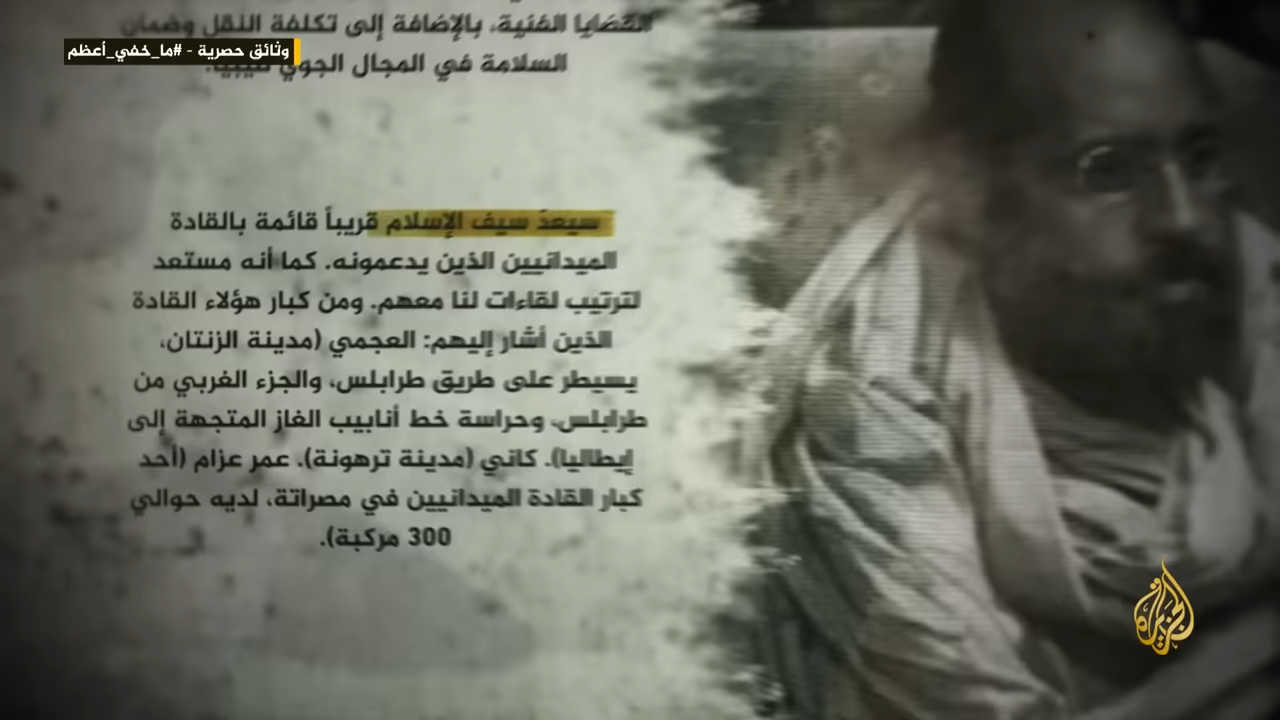 القضايا الفنية، بالإضافة إلى تكلفة النقل وضمان
وثائق حصرية - #ما_خفي_أعظم
السلامة في المجال الجوي لليبيا.
سيعدّ سيف الإسلام قريباً قائمة بالقادة
الميدانيين الذين يدعمونه. كما أنه مستعد
لترتيب لقاءات لنا معهم. ومن كبار هؤلاء القادة
الذين أشار إليهم: العجمي (مدينة الزنتان،
يسيطر على طريق طرابلس، والجزء الغربي من
طرابلس، وحراسة خط أنابيب الغاز المتجهة إلى
إيطاليا). كاني (مدينة ترهونة). عمر عزام (أحد
كبار القادة الميدانيين في مصراتة، لديه حوالي
300 مركبة).
الجزيرة